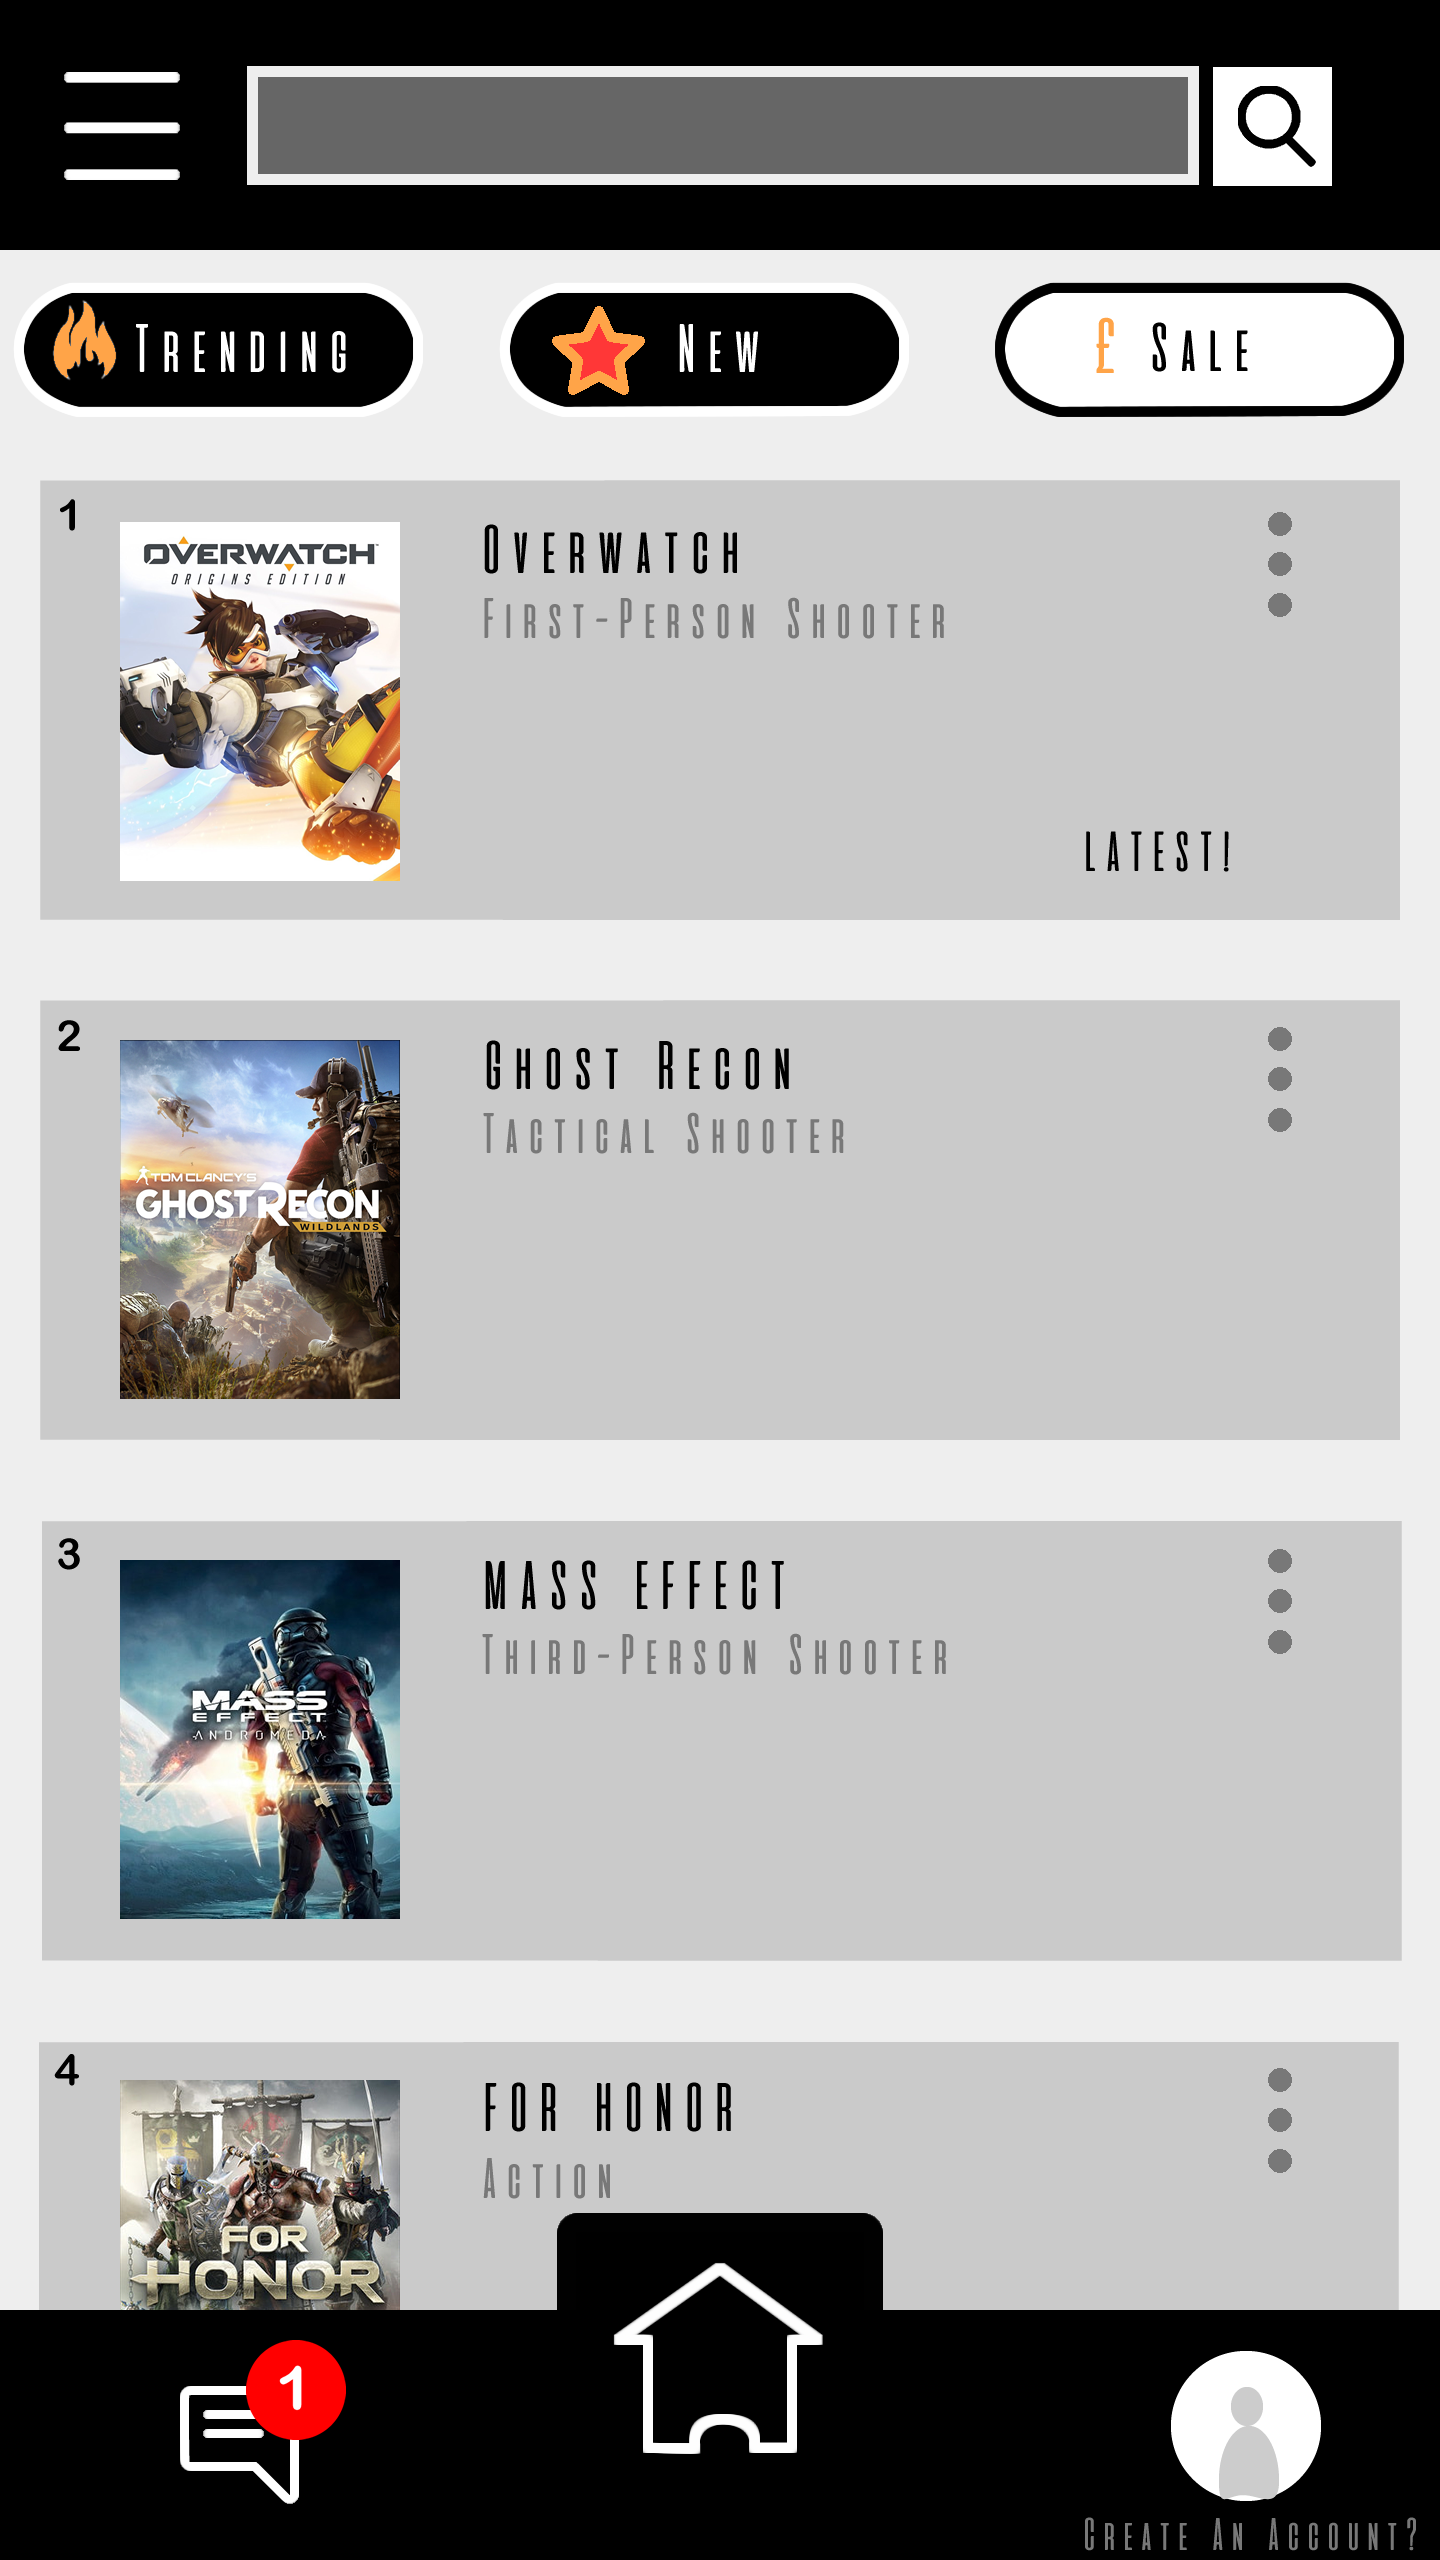 Trending
New
£ Sale
1
OVERWATCH
ORIGINS EDITION
Overwatch
First-Person Shooter
LATEST!
2
TOM CLANCY'S
GHOST RECON
WILDLANDS
Ghost Recon
Tactical Shooter
3
MASS
EFFECT
ANDROMEDA
MASS EFFECT
Third-Person Shooter
4
FOR
HONOR
FOR HONOR
Action
1
Create An Account?